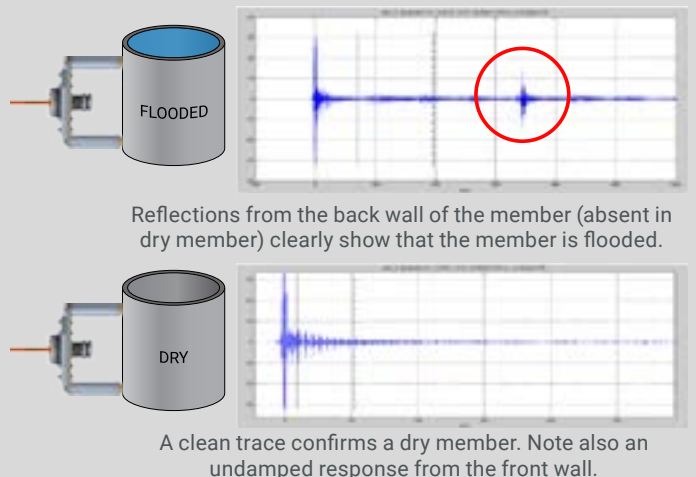 FLOODED
Reflections from the back wall of the member (absent in
dry member) clearly show that the member is flooded.
DRY
A clean trace confirms a dry member. Note also an
undamped response from the front wall.